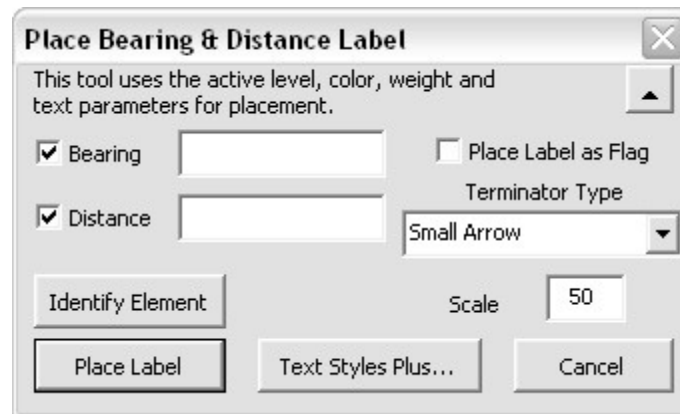 Place Bearing & Distance Label
This tool uses the active level, color, weight and
text parameters for placement.
Bearing
Place Label as Flag
Terminator Type
Distance
Small Arrow
Identify Element
Scale
50
Place Label
Text Styles Plus...
Cancel